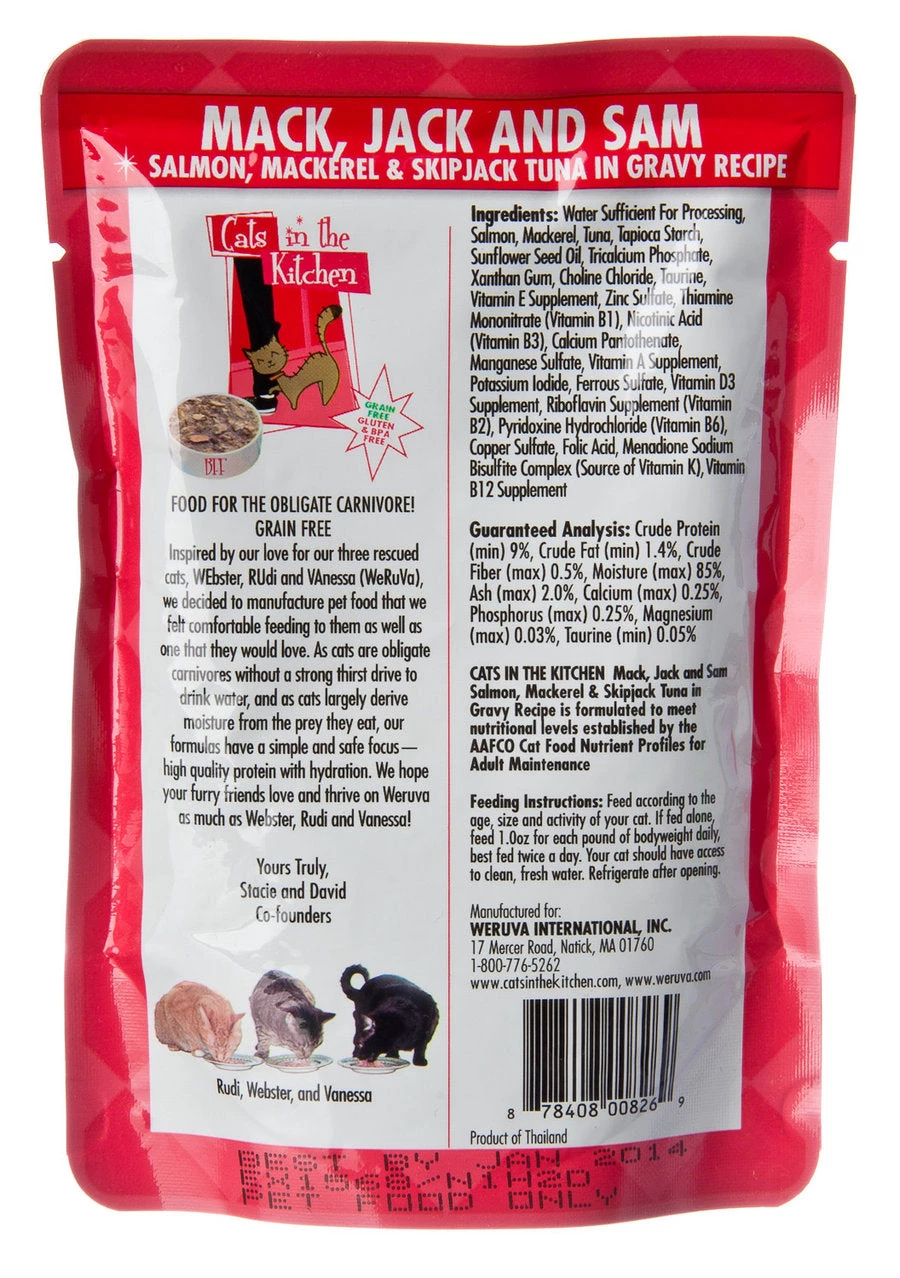 MACK, JACK AND SAM
SALMON, MACKEREL & SKIPJACK TUNA IN GRAVY RECIPE
Cats in the
Kitchen
GRAIN
FREE
GLUTEN
& BPA
FREE
BFF
FOOD FOR THE OBLIGATE CARNIVORE!
GRAIN FREE
Inspired by our love for our three rescued
cats, WEbster, RUdi and VAnessa (WeRuVa),
we decided to manufacture pet food that we
felt comfortable feeding to them as well as
one that they would love. As cats are obligate
carnivores without a strong thirst drive to
drink water, and as cats largely derive
moisture from the prey they eat, our
formulas have a simple and safe focus—
high quality protein with hydration. We hope
your furry friends love and thrive on Weruva
as much as Webster, Rudi and Vanessa!
Yours Truly,
Stacie and David
Co-founders
Rudi, Webster, and Vanessa
Ingredients: Water Sufficient For Processing,
Salmon, Mackerel, Tuna, Tapioca Starch,
Sunflower Seed Oil, Tricalcium Phosphate,
Xanthan Gum, Choline Chloride, Taurine,
Vitamin E Supplement, Zinc Sulfate, Thiamine
Mononitrate (Vitamin B1), Nicotinic Acid
(Vitamin B3), Calcium Pantothenate,
Manganese Sulfate, Vitamin A Supplement,
Potassium Iodide, Ferrous Sulfate, Vitamin D3
Supplement, Riboflavin Supplement (Vitamin
B2), Pyridoxine Hydrochloride (Vitamin B6),
Copper Sulfate, Folic Acid, Menadione Sodium
Bisulfite Complex (Source of Vitamin K), Vitamin
B12 Supplement
Guaranteed Analysis: Crude Protein
(min) 9%, Crude Fat (min) 1.4%, Crude
Fiber (max) 0.5%, Moisture (max) 85%,
Ash (max) 2.0%, Calcium (max) 0.25%,
Phosphorus (max) 0.25%, Magnesium
(max) 0.03%, Taurine (min) 0.05%
CATS IN THE KITCHEN Mack, Jack and Sam
Salmon, Mackerel & Skipjack Tuna in
Gravy Recipe is formulated to meet
nutritional levels established by the
AAFCO Cat Food Nutrient Profiles for
Adult Maintenance
Feeding Instructions: Feed according to the
age, size and activity of your cat. If fed alone,
feed 1.0oz for each pound of bodyweight daily,
best fed twice a day. Your cat should have access
to clean, fresh water. Refrigerate after opening.
Manufactured for:
WERUVA INTERNATIONAL, INC.
17 Mercer Road, Natick, MA 01760
1-800-776-5262
www.catsinthekitchen.com, www.weruva.com
8 78408 00826 9
Product of Thailand
BEST BY JAN 2014
EX1568/N1A2D
PET FOOD ONLY